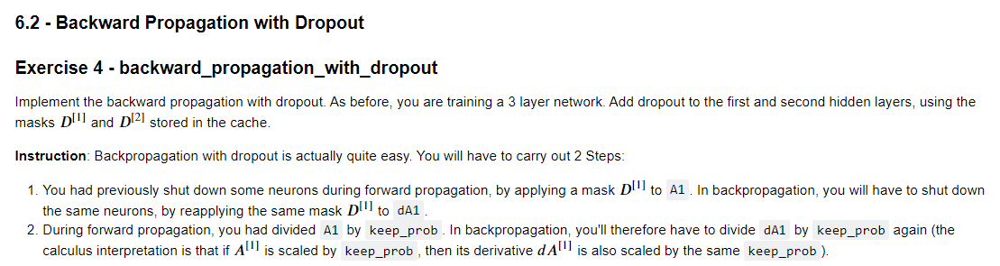 6.2 - Backward Propagation with Dropout
Exercise 4 - backward_propagation_with_dropout
Implement the backward propagation with dropout. As before, you are training a 3 layer network. Add dropout to the first and second hidden layers, using the
masks D[1] and D[2] stored in the cache.
Instruction: Backpropagation with dropout is actually quite easy. You will have to carry out 2 Steps:
1. You had previously shut down some neurons during forward propagation, by applying a mask D[1] to A1 . In backpropagation, you will have to shut down
the same neurons, by reapplying the same mask D[1] to dA1 .
2. During forward propagation, you had divided A1 by keep_prob . In backpropagation, you'll therefore have to divide dA1 by keep_prob again (the
calculus interpretation is that if A[1] is scaled by keep_prob , then its derivative dA[1] is also scaled by the same keep_prob ).